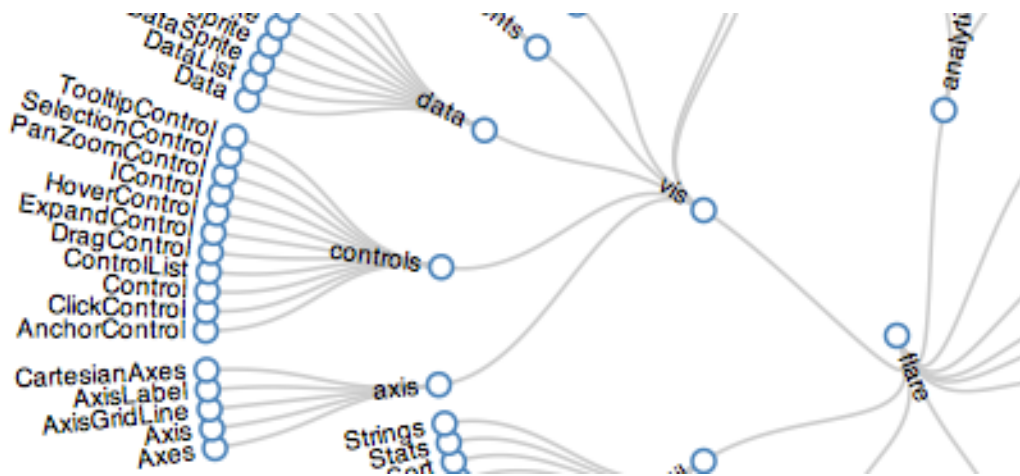 DataSprite
DataList
Data
TooltipControl
SelectionControl
PanZoomControl
IControl
HoverControl
ExpandControl
DragControl
ControlList
Control
ClickControl
AnchorControl
CartesianAxes
AxisLabel
AxisGridLine
Axis
Axes
data
controls
axis
Strings
Stats
Sort
vis
flare